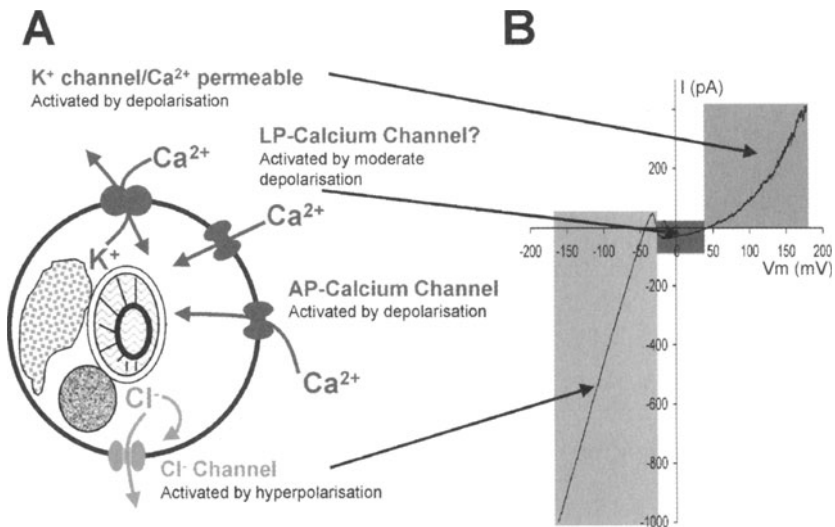 A
K⁺ channel/Ca²⁺ permeable
Activated by depolarisation
Ca²⁺
LP-Calcium Channel?
Activated by moderate
depolarisation
Ca²⁺
K⁺
AP-Calcium Channel
Activated by depolarisation
Ca²⁺
Cl⁻
Cl⁻ Channel
Activated by hyperpolarisation
B
I (pA)
200
-200 -150 -100 -50 0 50 100 150 200
Vm (mV)
-200
-400
-600
-800
-1000